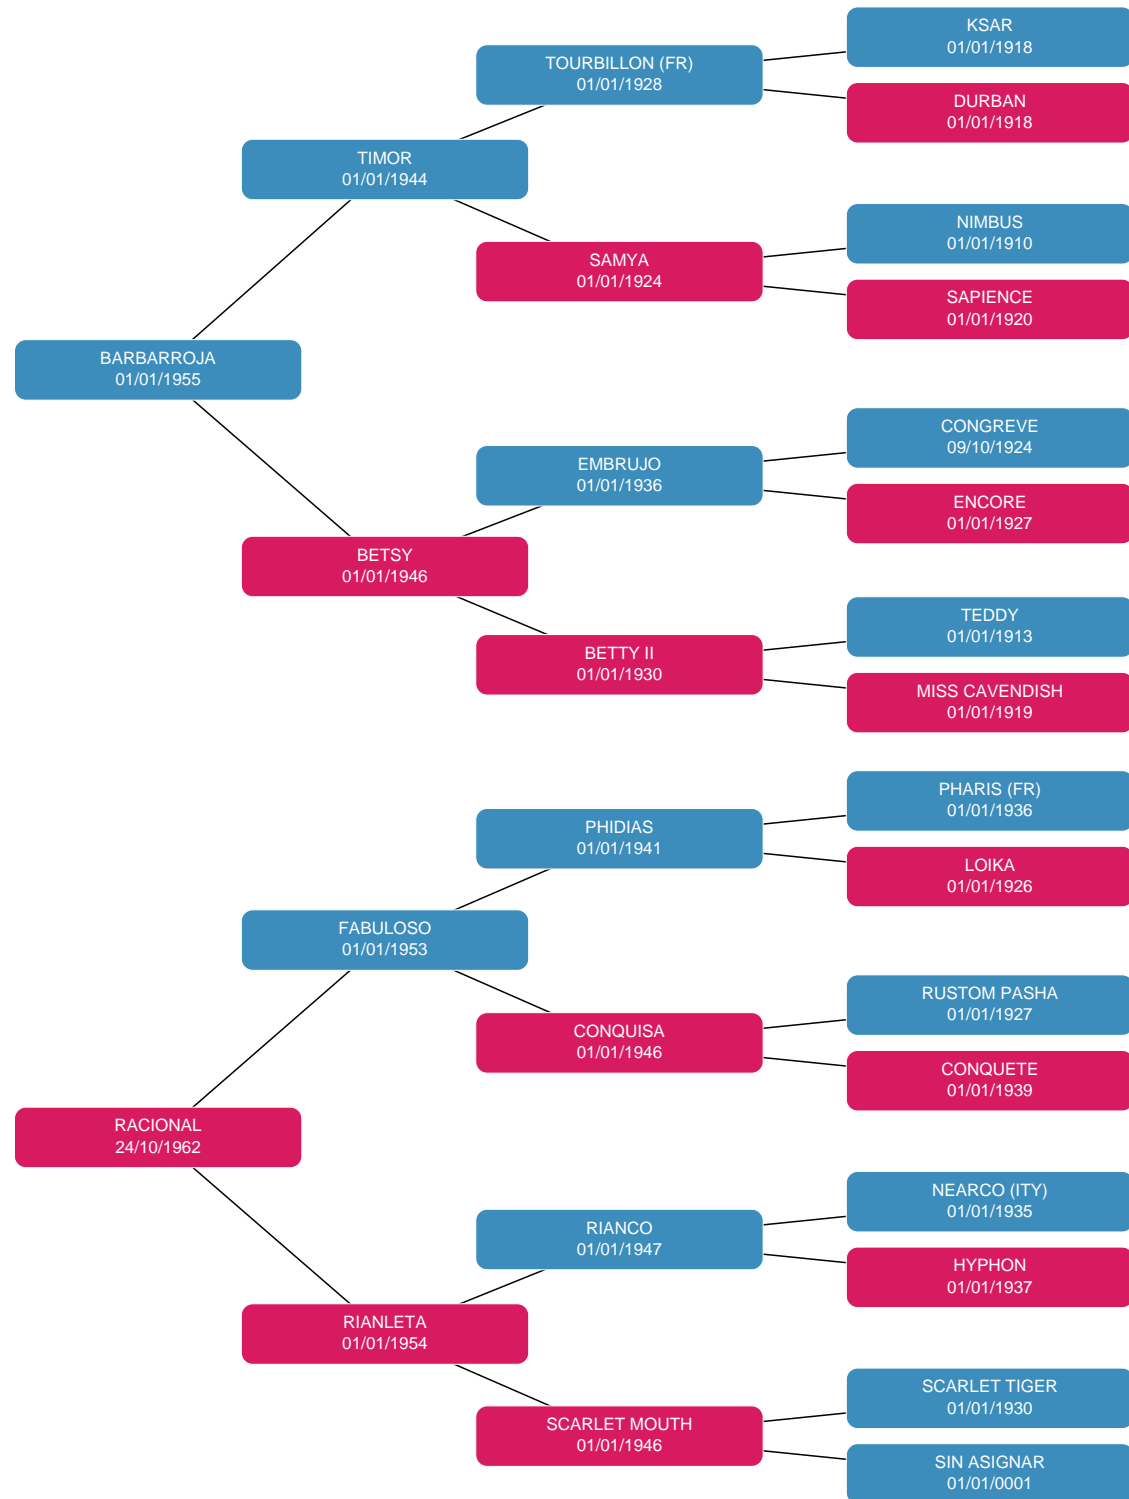 KSAR
01/01/1918
TOURBILLON (FR)
01/01/1928
DURBAN
01/01/1918
TIMOR
01/01/1944
NIMBUS
01/01/1910
SAMYA
01/01/1924
SAPIENCE
01/01/1920
BARBARROJA
01/01/1955
CONGREVE
09/10/1924
EMBRUJO
01/01/1936
ENCORE
01/01/1927
BETSY
01/01/1946
TEDDY
01/01/1913
BETTY II
01/01/1930
MISS CAVENDISH
01/01/1919
PHARIS (FR)
01/01/1936
PHIDIAS
01/01/1941
LOIKA
01/01/1926
FABULOSO
01/01/1953
RUSTOM PASHA
01/01/1927
CONQUISA
01/01/1946
CONQUETE
01/01/1939
RACIONAL
24/10/1962
NEARCO (ITY)
01/01/1935
RIANCO
01/01/1947
HYPHON
01/01/1937
RIANLETA
01/01/1954
SCARLET TIGER
01/01/1930
SCARLET MOUTH
01/01/1946
SIN ASIGNAR
01/01/0001